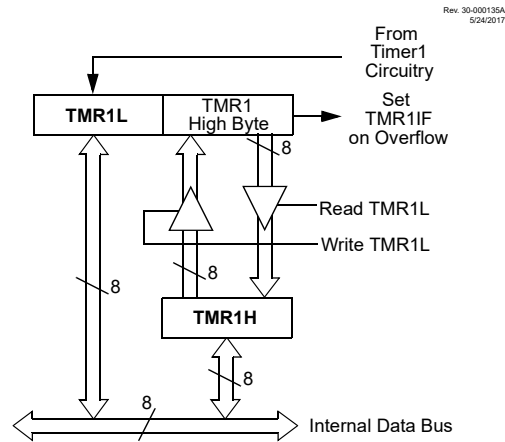 Rev. 30-000135A
5/24/2017
From
Timer1
Circuitry
TMR1L
TMR1
High Byte
Set
TMR1IF
on Overflow
8
Read TMR1L
Write TMR1L
8
8
TMR1H
8
8
Internal Data Bus